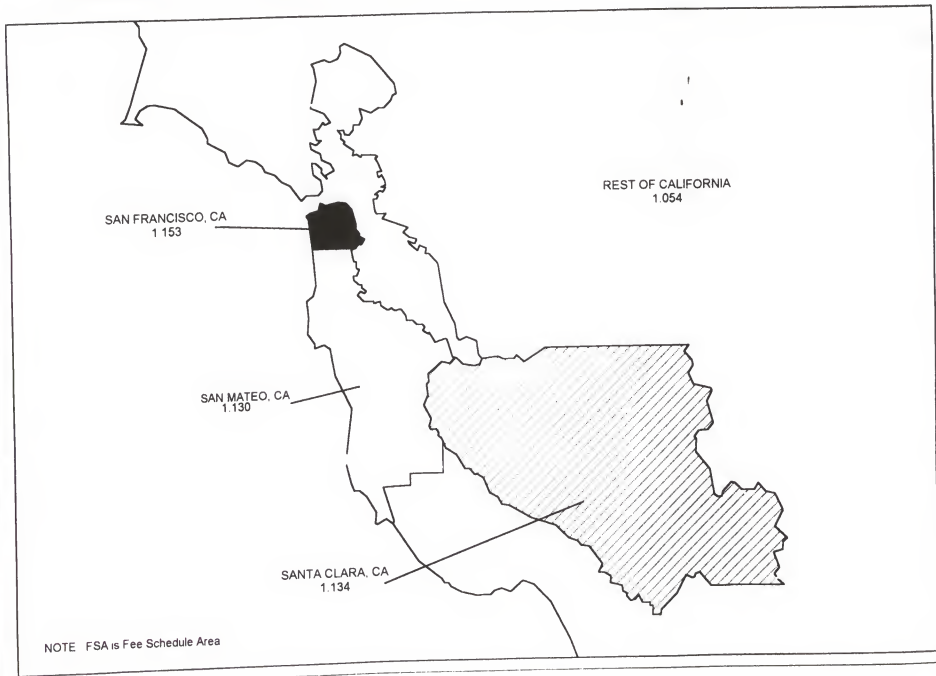 REST OF CALIFORNIA
1.054
SAN FRANCISCO, CA
1 153
SAN MATEO, CA
1.130
SANTA CLARA, CA
1.134
NOTE FSA is Fee Schedule Area